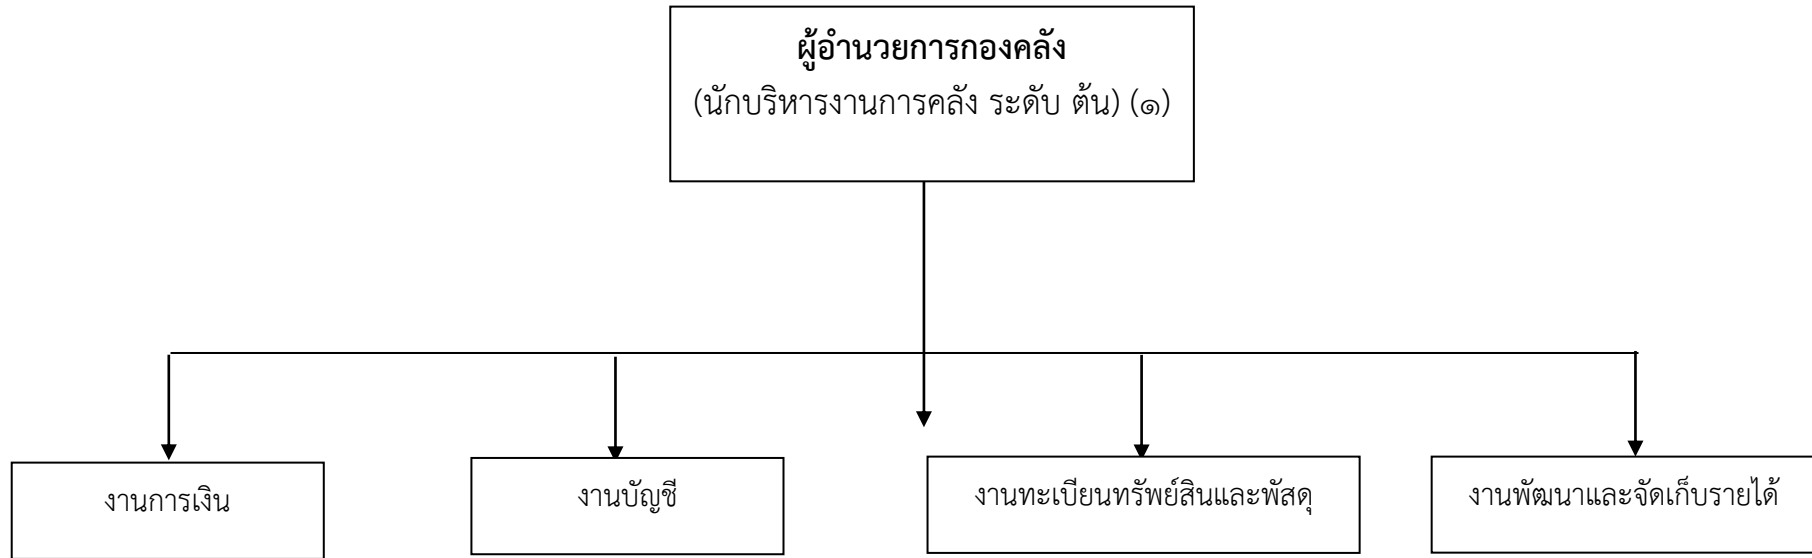 ผู้อำนวยการกองคลัง
(นักบริหารงานการคลัง ระดับ ต้น) (๑)
งานการเงิน
งานบัญชี
งานทะเบียนทรัพย์สินและพัสดุ
งานพัฒนาและจัดเก็บรายได้